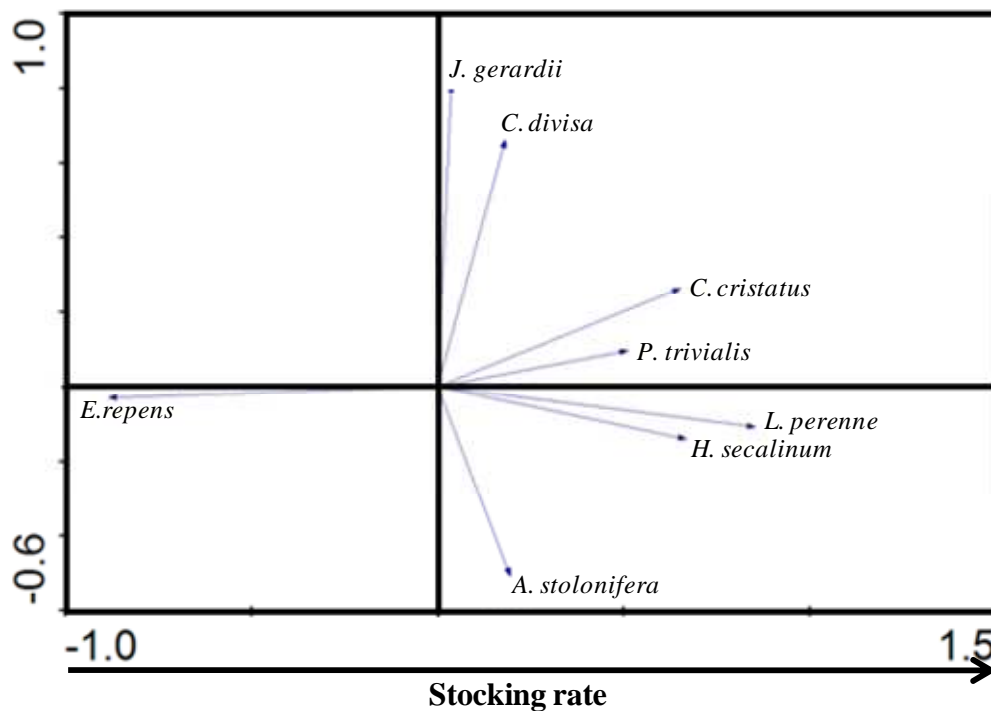 1.0
J. gerardii
C. divisa
C. cristatus
P. trivialis
E.repens
L. perenne
H. secalinum
-0.6
A. stolonifera
-1.0
1.5
Stocking rate